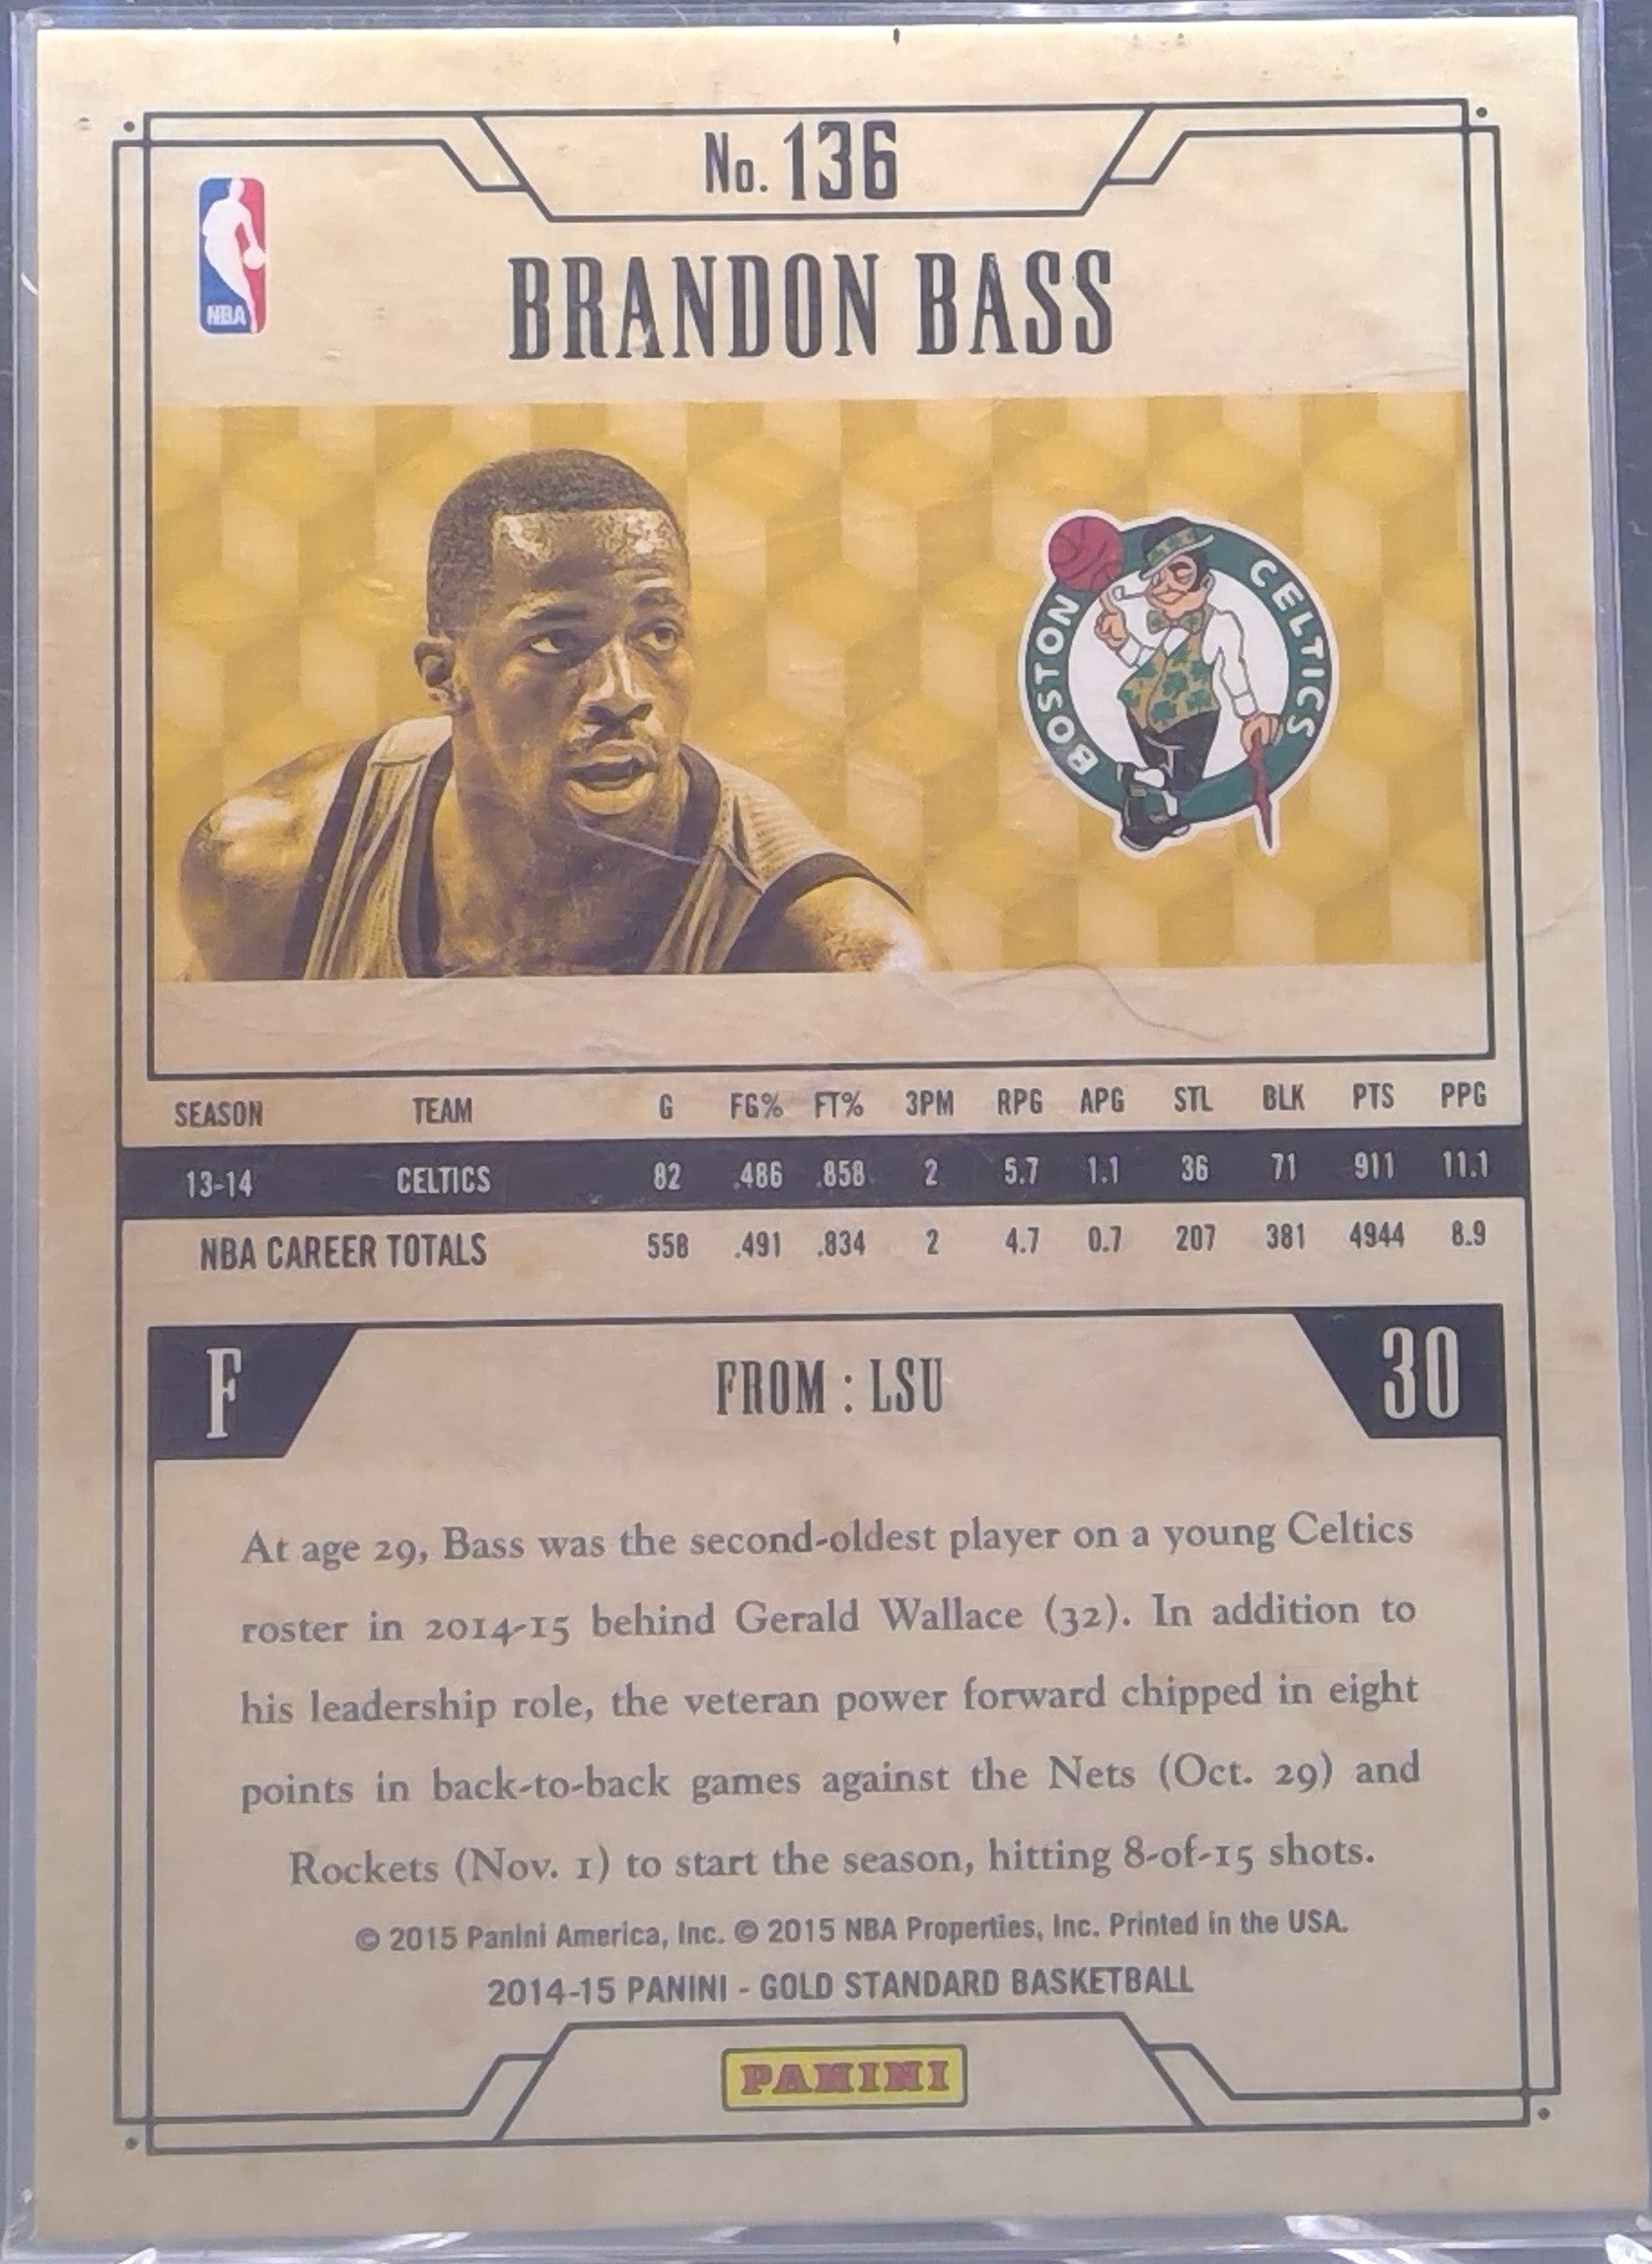 No. 136
NBA
BRANDON BASS
BOSTON CELTICS
SEASON TEAM G FG% FT% 3PM RPG APG STL BLK PTS PPG
13-14 CELTICS 82 .486 .858 2 5.7 1.1 36 71 911 11.1
NBA CAREER TOTALS 558 .491 .834 2 4.7 0.7 207 381 4944 8.9
F FROM : LSU 30
At age 29, Bass was the second-oldest player on a young Celtics
roster in 2014-15 behind Gerald Wallace (32). In addition to
his leadership role, the veteran power forward chipped in eight
points in back-to-back games against the Nets (Oct. 29) and
Rockets (Nov. 1) to start the season, hitting 8-of-15 shots.
© 2015 Panini America, Inc. © 2015 NBA Properties, Inc. Printed in the USA.
2014-15 PANINI - GOLD STANDARD BASKETBALL
PANINI